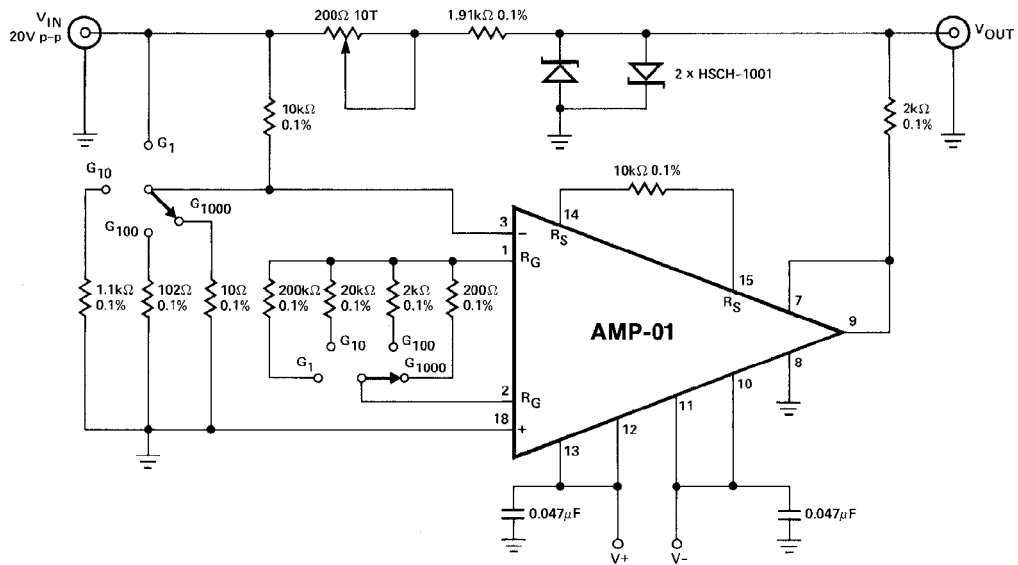 V_IN
20V p-p
200Ω 10T
1.91kΩ 0.1%
V_OUT
2 x HSCH-1001
10kΩ
0.1%
2kΩ
0.1%
G_1
G_10
G_1000
G_100
10kΩ 0.1%
3
−
14
R_S
1
R_G
15
R_S
1.1kΩ
0.1%
102Ω
0.1%
10Ω
0.1%
200kΩ
0.1%
20kΩ
0.1%
2kΩ
0.1%
200Ω
0.1%
7
AMP-01
9
G_10
G_100
G_1
G_1000
8
2
R_G
10
11
18
+
12
13
0.047μF
0.047μF
V+
V−